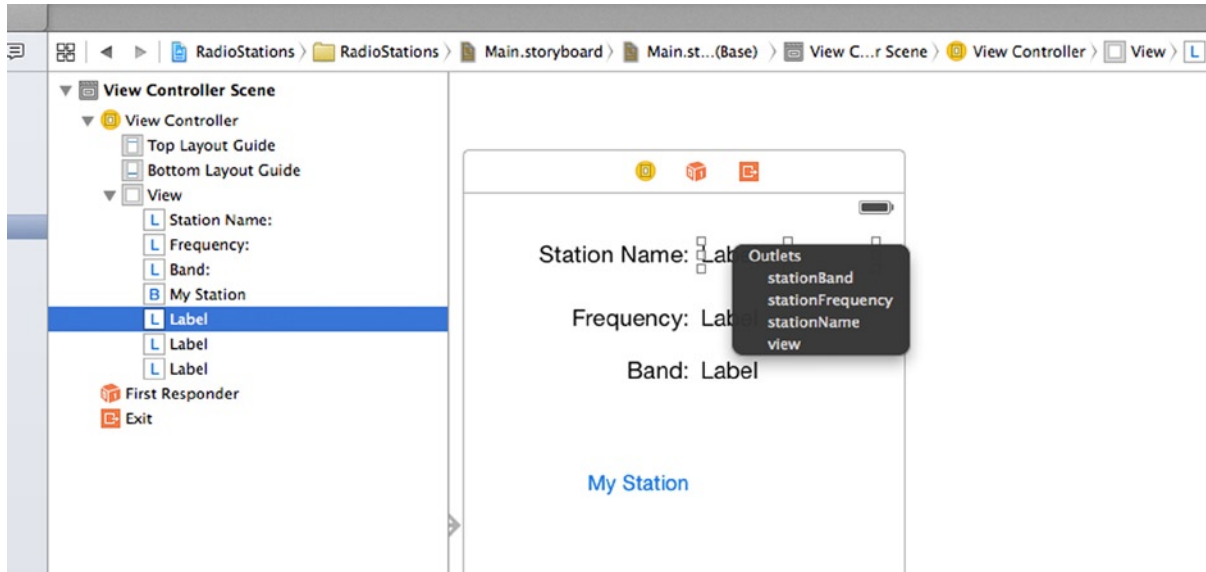 RadioStations 〉 RadioStations 〉 Main.storyboard 〉 Main.st...(Base) 〉 View C...r Scene 〉 View Controller 〉 View 〉 L
View Controller Scene
View Controller
Top Layout Guide
Bottom Layout Guide
View
L Station Name:
L Frequency:
L Band:
B My Station
L Label
L Label
L Label
First Responder
Exit
Station Name:
Outlets
stationBand
stationFrequency
stationName
view
Frequency:
Band: Label
My Station